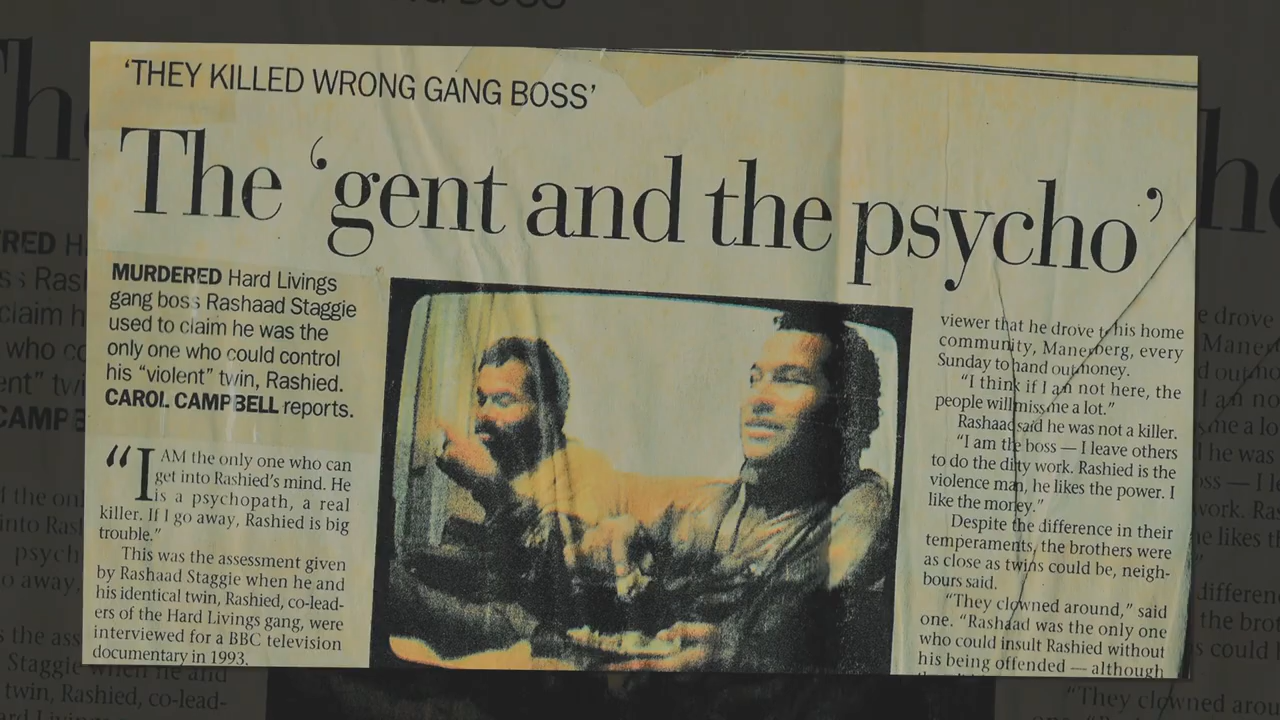 ‘THEY KILLED WRONG GANG BOSS’
The ‘gent and the psycho’
MURDERED Hard Livings
gang boss Rashaad Staggie
used to claim he was the
only one who could control
his “violent” twin, Rashied.
CAROL CAMPBELL reports.
“I AM the only one who can
get into Rashied’s mind. He
is a psychopath, a real
killer. If I go away, Rashied is big
trouble.”
This was the assessment given
by Rashaad Staggie when he and
his identical twin, Rashied, co-lead-
ers of the Hard Livings gang, were
interviewed for a BBC television
documentary in 1993.
viewer that he drove to his home
community, Manenberg, every
Sunday to hand out money.
“I think if I am not here, the
people will miss me a lot.”
Rashaad said he was not a killer.
“I am the boss — I leave others
to do the dirty work. Rashied is the
violence man, he likes the power. I
like the money.”
Despite the difference in their
temperaments, the brothers were
as close as twins could be, neigh-
bours said.
“They clowned around,” said
one. “Rashaad was the only one
who could insult Rashied without
his being offended — although